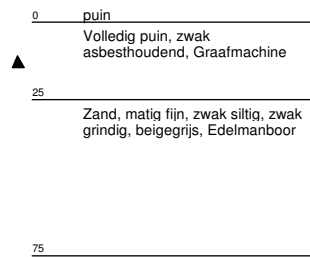 0 puin
Volledig puin, zwak
asbesthoudend, Graafmachine
25
Zand, matig fijn, zwak siltig, zwak
grindig, beigegrijs, Edelmanboor
75